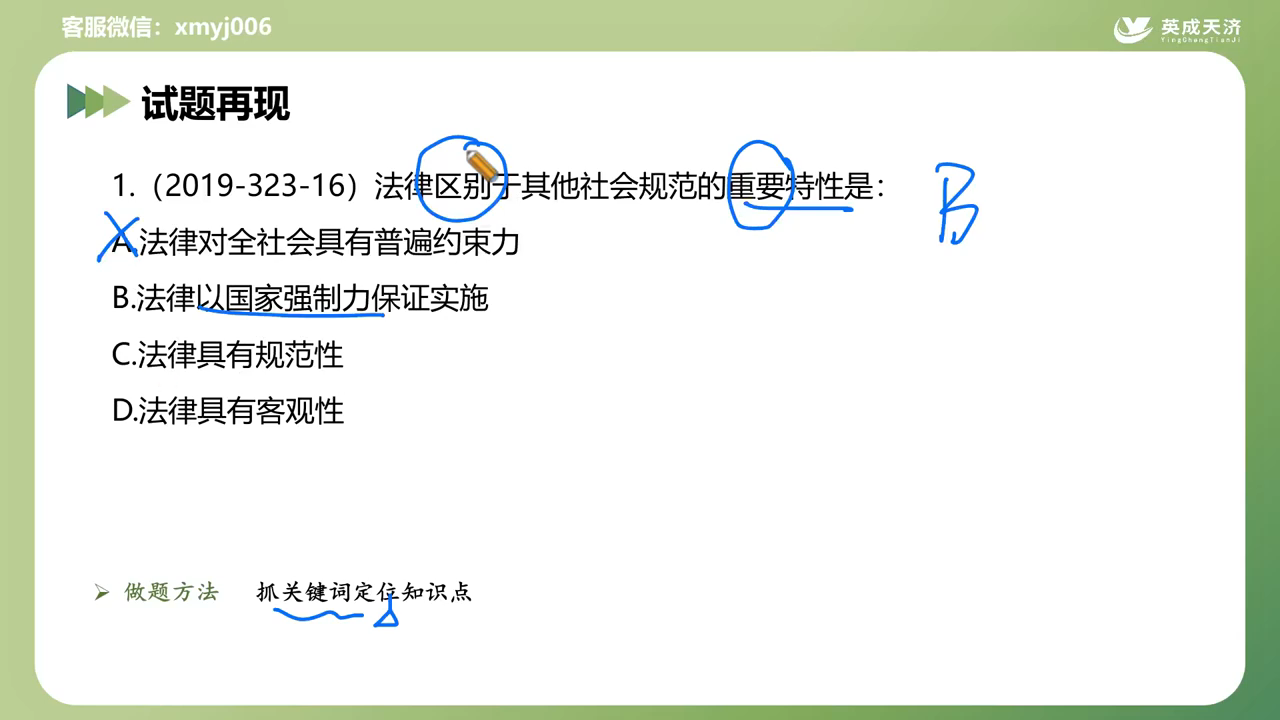 客服微信：xmyj006
英成天济
YingChengTianJi
试题再现
1.（2019-323-16）法律区别于其他社会规范的重要特性是：
B
A.法律对全社会具有普遍约束力
B.法律以国家强制力保证实施
C.法律具有规范性
D.法律具有客观性
做题方法 抓关键词定位知识点